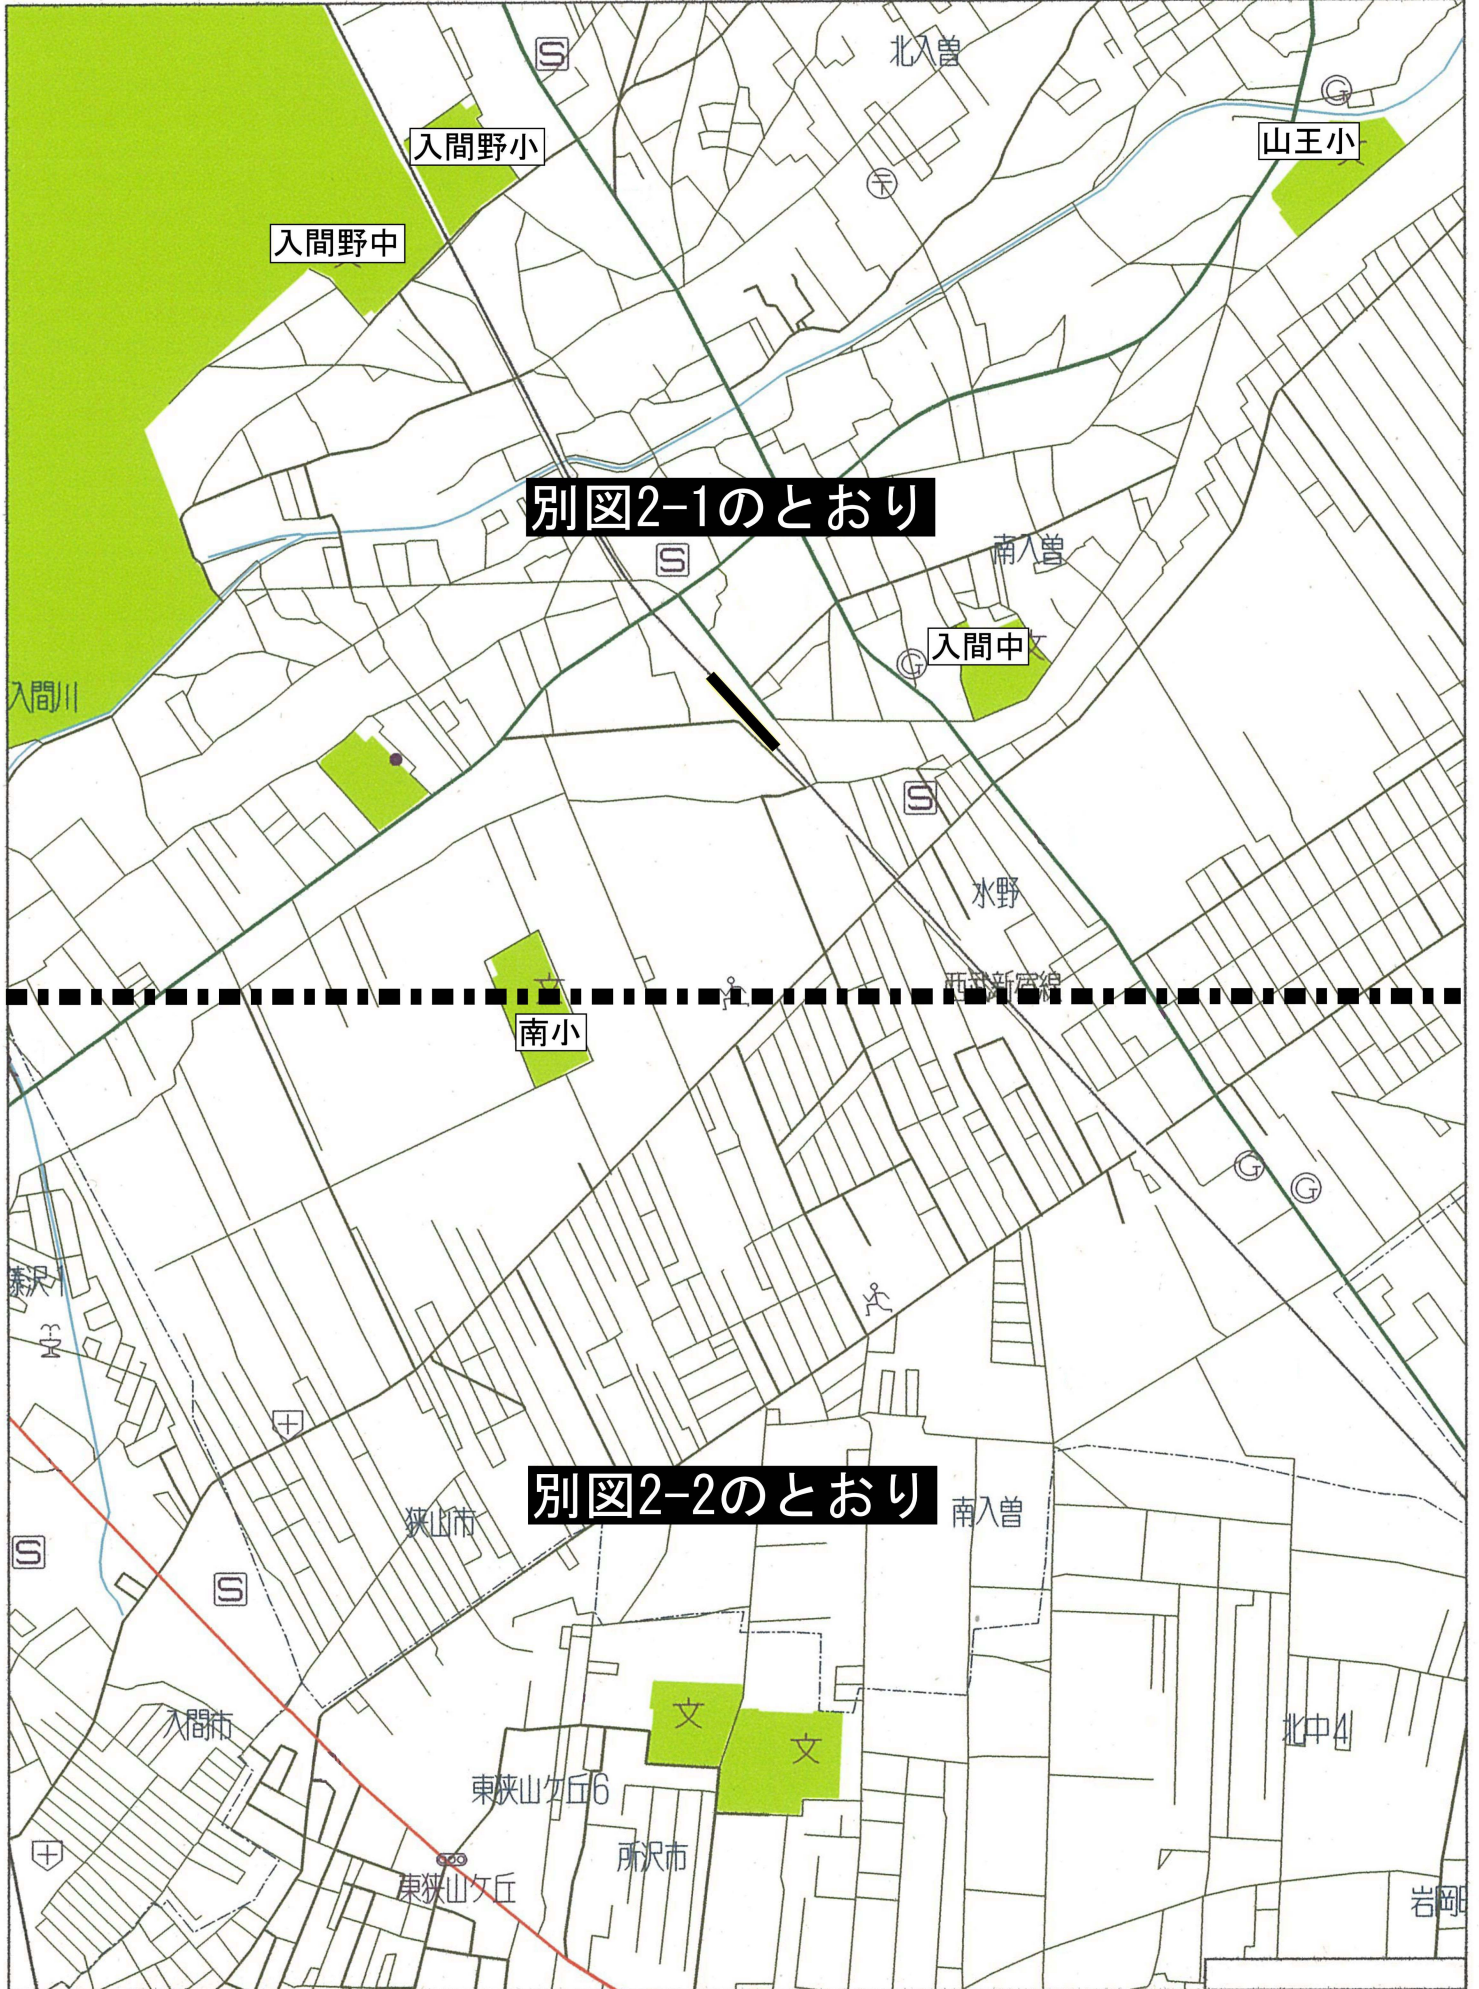 北入曽
入間野小
山王小
入間野中
別図2-1のとおり
南入曽
入間中
入間川
水野
西武新宿線
南小
別図2-2のとおり
狭山市
南入曽
入間市
北中4
東狭山ケ丘6
所沢市
東狭山ケ丘